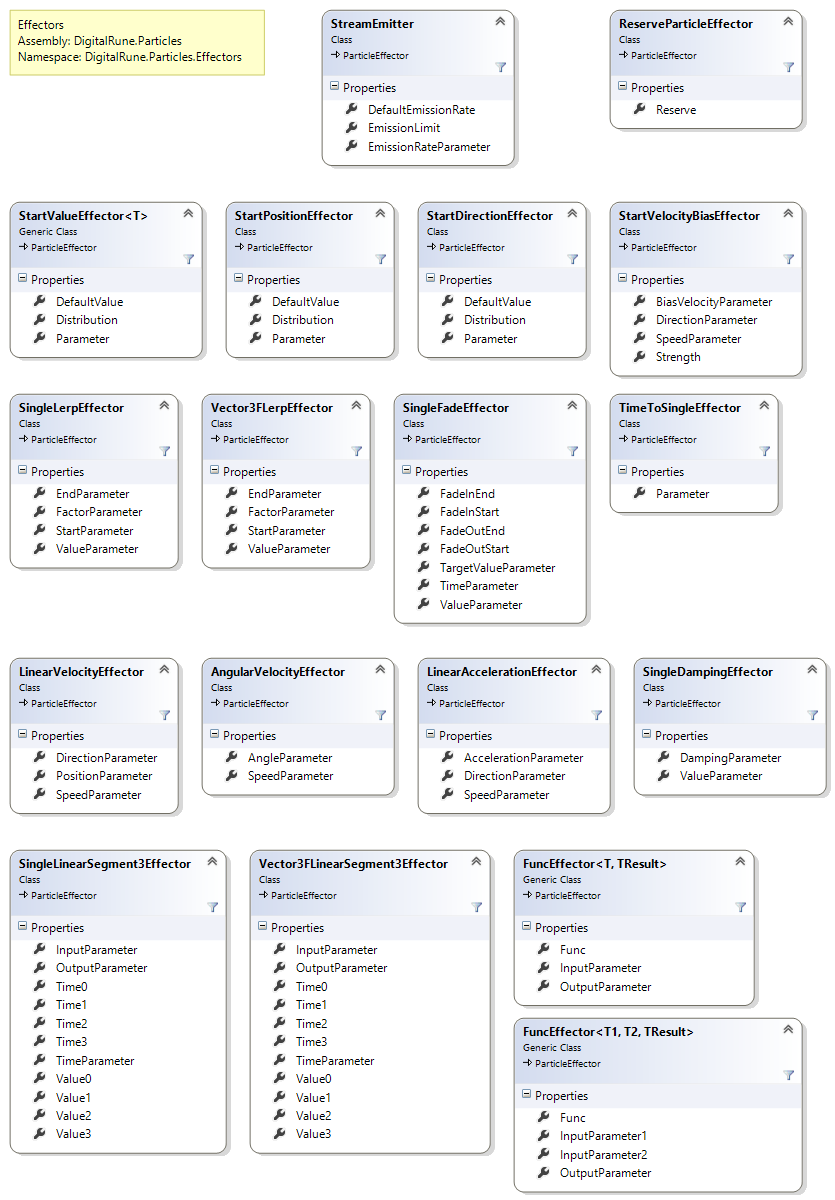 Effectors
Assembly: DigitalRune.Particles
Namespace: DigitalRune.Particles.Effectors
StreamEmitter
Class
ParticleEffector
Properties
DefaultEmissionRate
EmissionLimit
EmissionRateParameter
ReserveParticleEffector
Class
ParticleEffector
Properties
Reserve
StartValueEffector<T>
Generic Class
ParticleEffector
Properties
DefaultValue
Distribution
Parameter
StartPositionEffector
Class
ParticleEffector
Properties
DefaultValue
Distribution
Parameter
StartDirectionEffector
Class
ParticleEffector
Properties
DefaultValue
Distribution
Parameter
StartVelocityBiasEffector
Class
ParticleEffector
Properties
BiasVelocityParameter
DirectionParameter
SpeedParameter
Strength
SingleLerpEffector
Class
ParticleEffector
Properties
EndParameter
FactorParameter
StartParameter
ValueParameter
Vector3FLerpEffector
Class
ParticleEffector
Properties
EndParameter
FactorParameter
StartParameter
ValueParameter
SingleFadeEffector
Class
ParticleEffector
Properties
FadeInEnd
FadeInStart
FadeOutEnd
FadeOutStart
TargetValueParameter
TimeParameter
ValueParameter
TimeToSingleEffector
Class
ParticleEffector
Properties
Parameter
LinearVelocityEffector
Class
ParticleEffector
Properties
DirectionParameter
PositionParameter
SpeedParameter
AngularVelocityEffector
Class
ParticleEffector
Properties
AngleParameter
SpeedParameter
LinearAccelerationEffector
Class
ParticleEffector
Properties
AccelerationParameter
DirectionParameter
SpeedParameter
SingleDampingEffector
Class
ParticleEffector
Properties
DampingParameter
ValueParameter
SingleLinearSegment3Effector
Class
ParticleEffector
Properties
InputParameter
OutputParameter
Time0
Time1
Time2
Time3
TimeParameter
Value0
Value1
Value2
Value3
Vector3FLinearSegment3Effector
Class
ParticleEffector
Properties
InputParameter
OutputParameter
Time0
Time1
Time2
Time3
TimeParameter
Value0
Value1
Value2
Value3
FuncEffector<T, TResult>
Generic Class
ParticleEffector
Properties
Func
InputParameter
OutputParameter
FuncEffector<T1, T2, TResult>
Generic Class
ParticleEffector
Properties
Func
InputParameter1
InputParameter2
OutputParameter